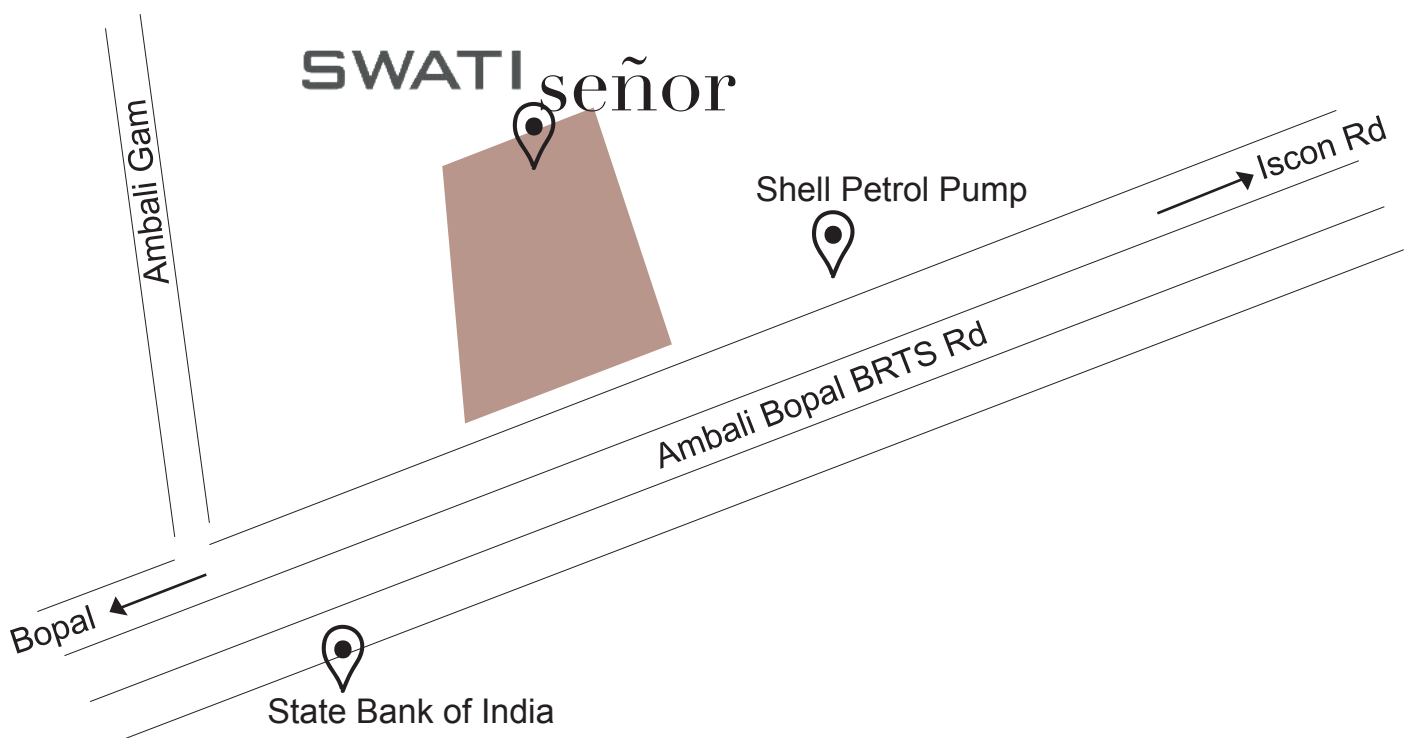 SWATI
señor
Ambali Gam
Shell Petrol Pump
Iscon Rd
Ambali Bopal BRTS Rd
Bopal
State Bank of India